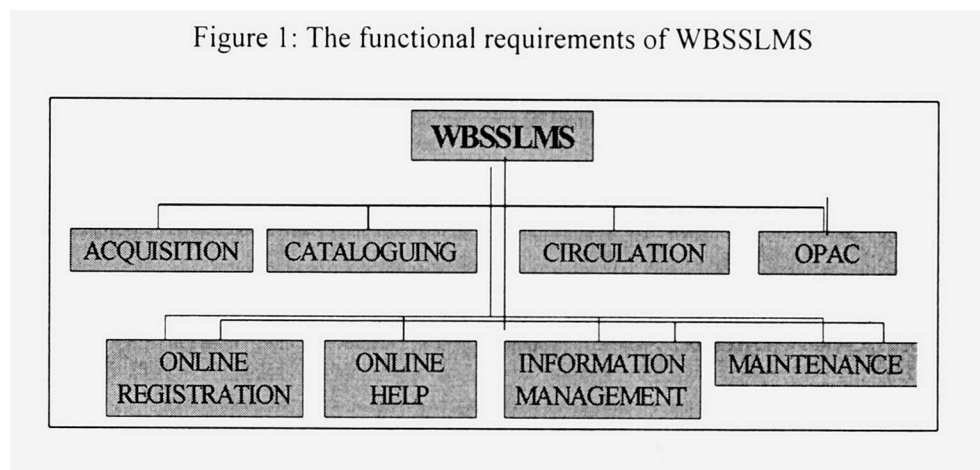 Figure 1: The functional requirements of WBSSLMS
WBSSLMS
ACQUISITION CATALOGUING CIRCULATION OPAC
ONLINE REGISTRATION
ONLINE HELP
INFORMATION MANAGEMENT
MAINTENANCE